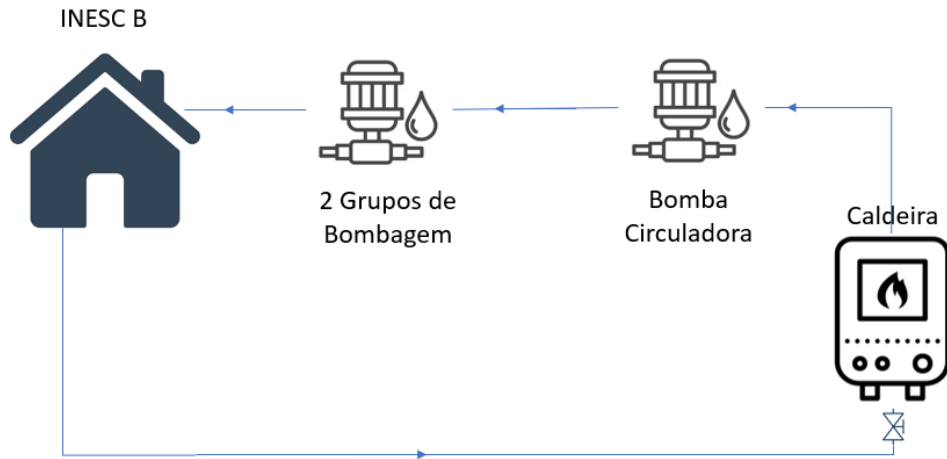 INESC B
2 Grupos de
Bombagem
Bomba
Circuladora
Caldeira